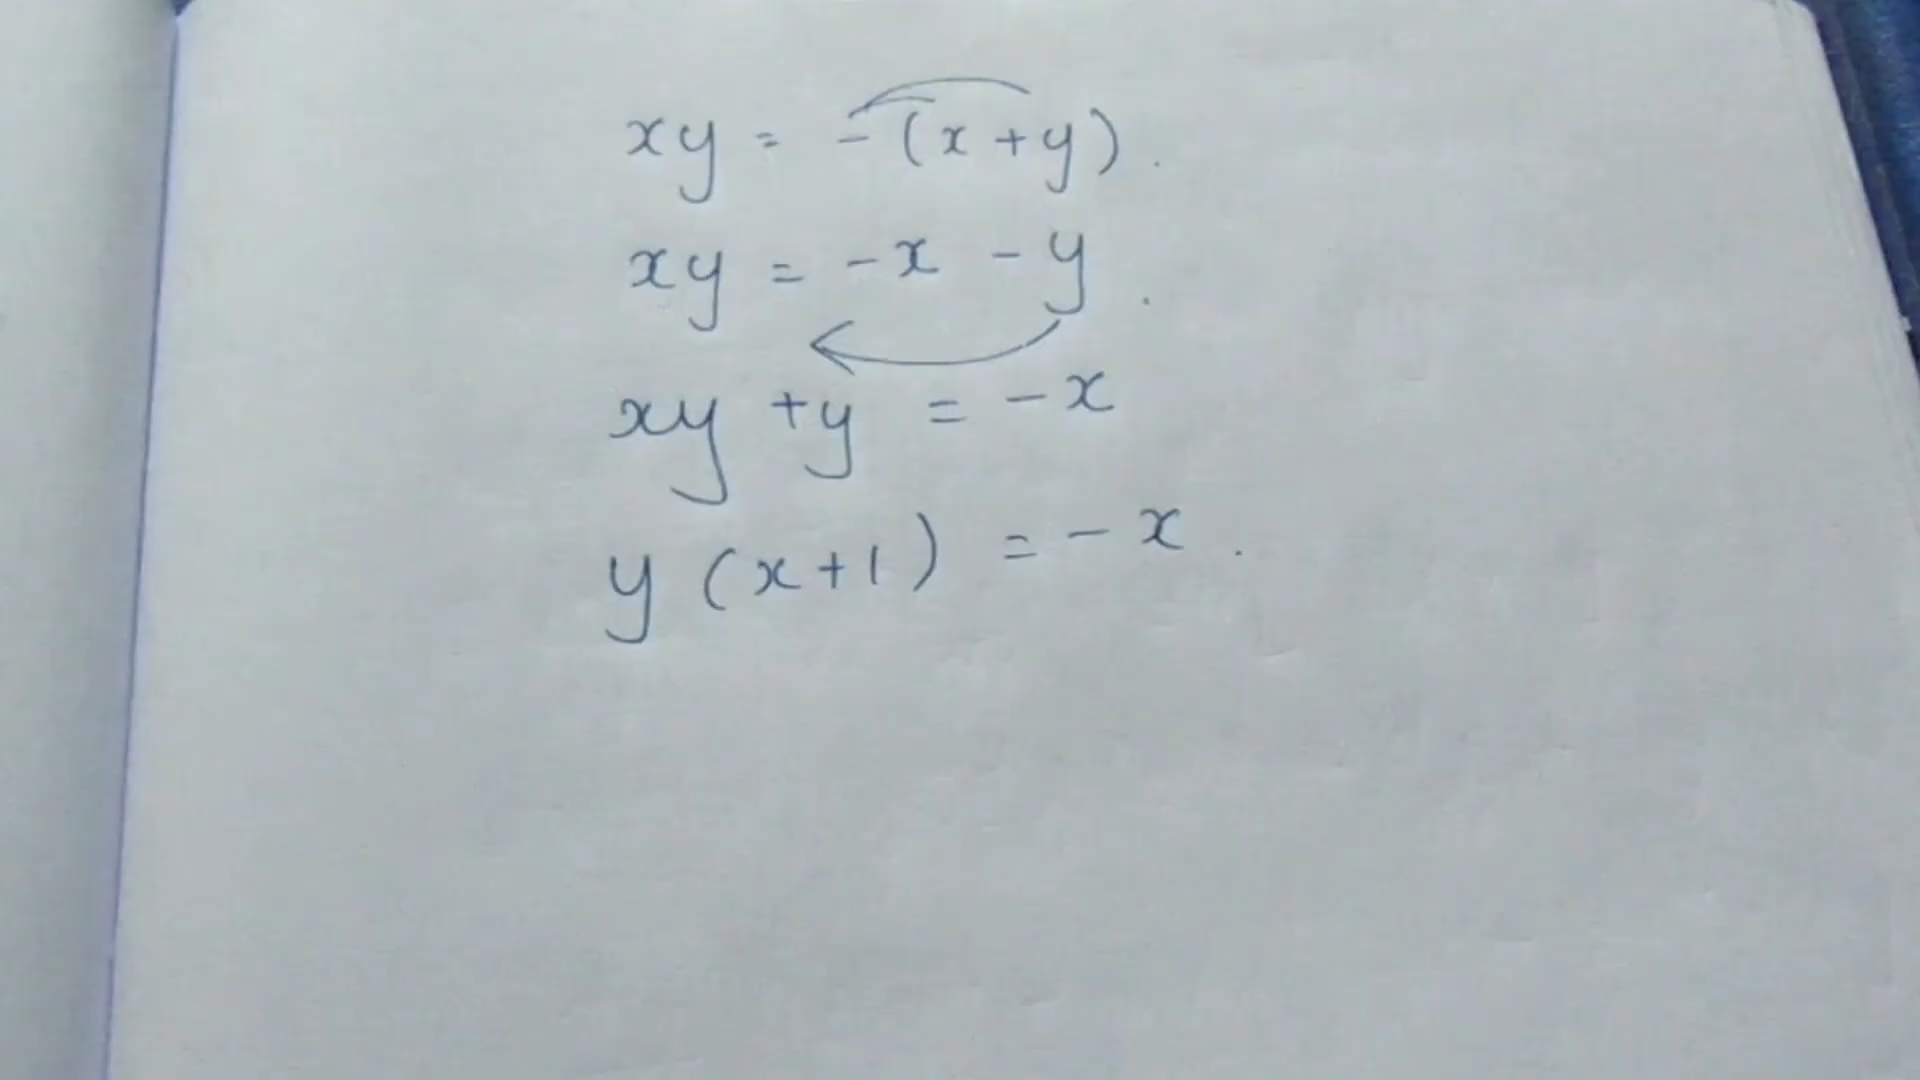 xy = -(x+y).
xy = -x - y.
xy +y = -x
y (x+1) = -x.